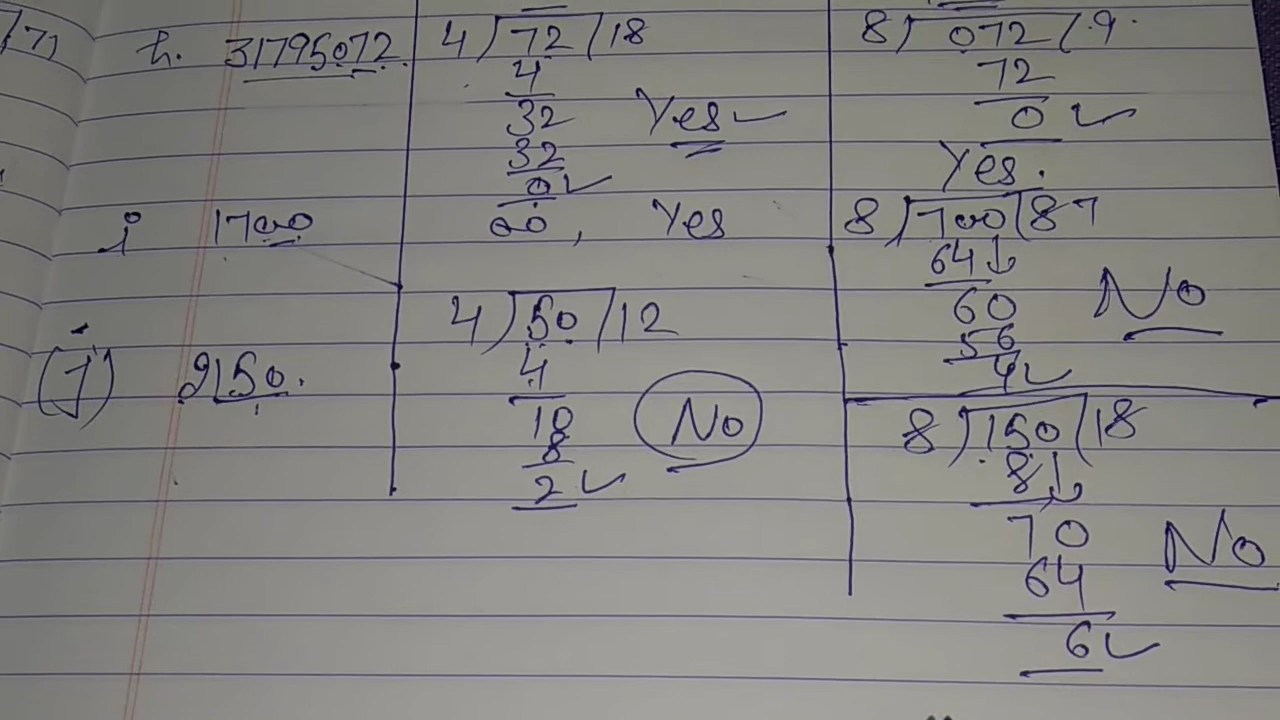 h. 31795072.
4)72(18
4
32
32
0
Yes
8)072(9.
72
0
Yes.
i 1700
00, Yes
8)700(87
64
60
56
4
No
(J) 2150.
4)50(12
4
10
8
2
No
8)150(18
8
70
64
6
No